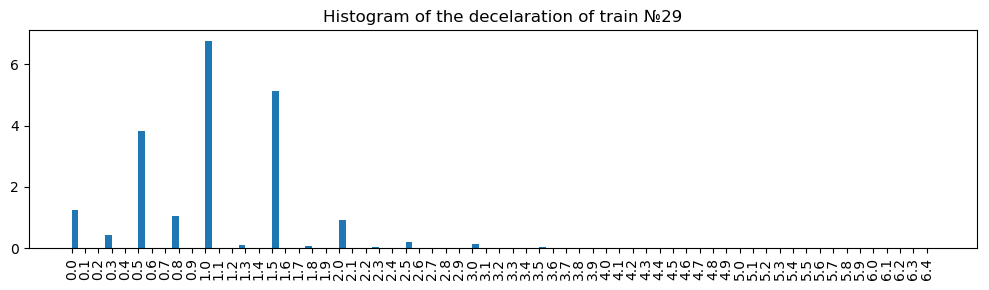 Histogram of the decelaration of train №29
6
4
2
0
0.0 0.1 0.2 0.3 0.4 0.5 0.6 0.7 0.8 0.9 1.0 1.1 1.2 1.3 1.4 1.5 1.6 1.7 1.8 1.9 2.0 2.1 2.2 2.3 2.4 2.5 2.6 2.7 2.8 2.9 3.0 3.1 3.2 3.3 3.4 3.5 3.6 3.7 3.8 3.9 4.0 4.1 4.2 4.3 4.4 4.5 4.6 4.7 4.8 4.9 5.0 5.1 5.2 5.3 5.4 5.5 5.6 5.7 5.8 5.9 6.0 6.1 6.2 6.3 6.4